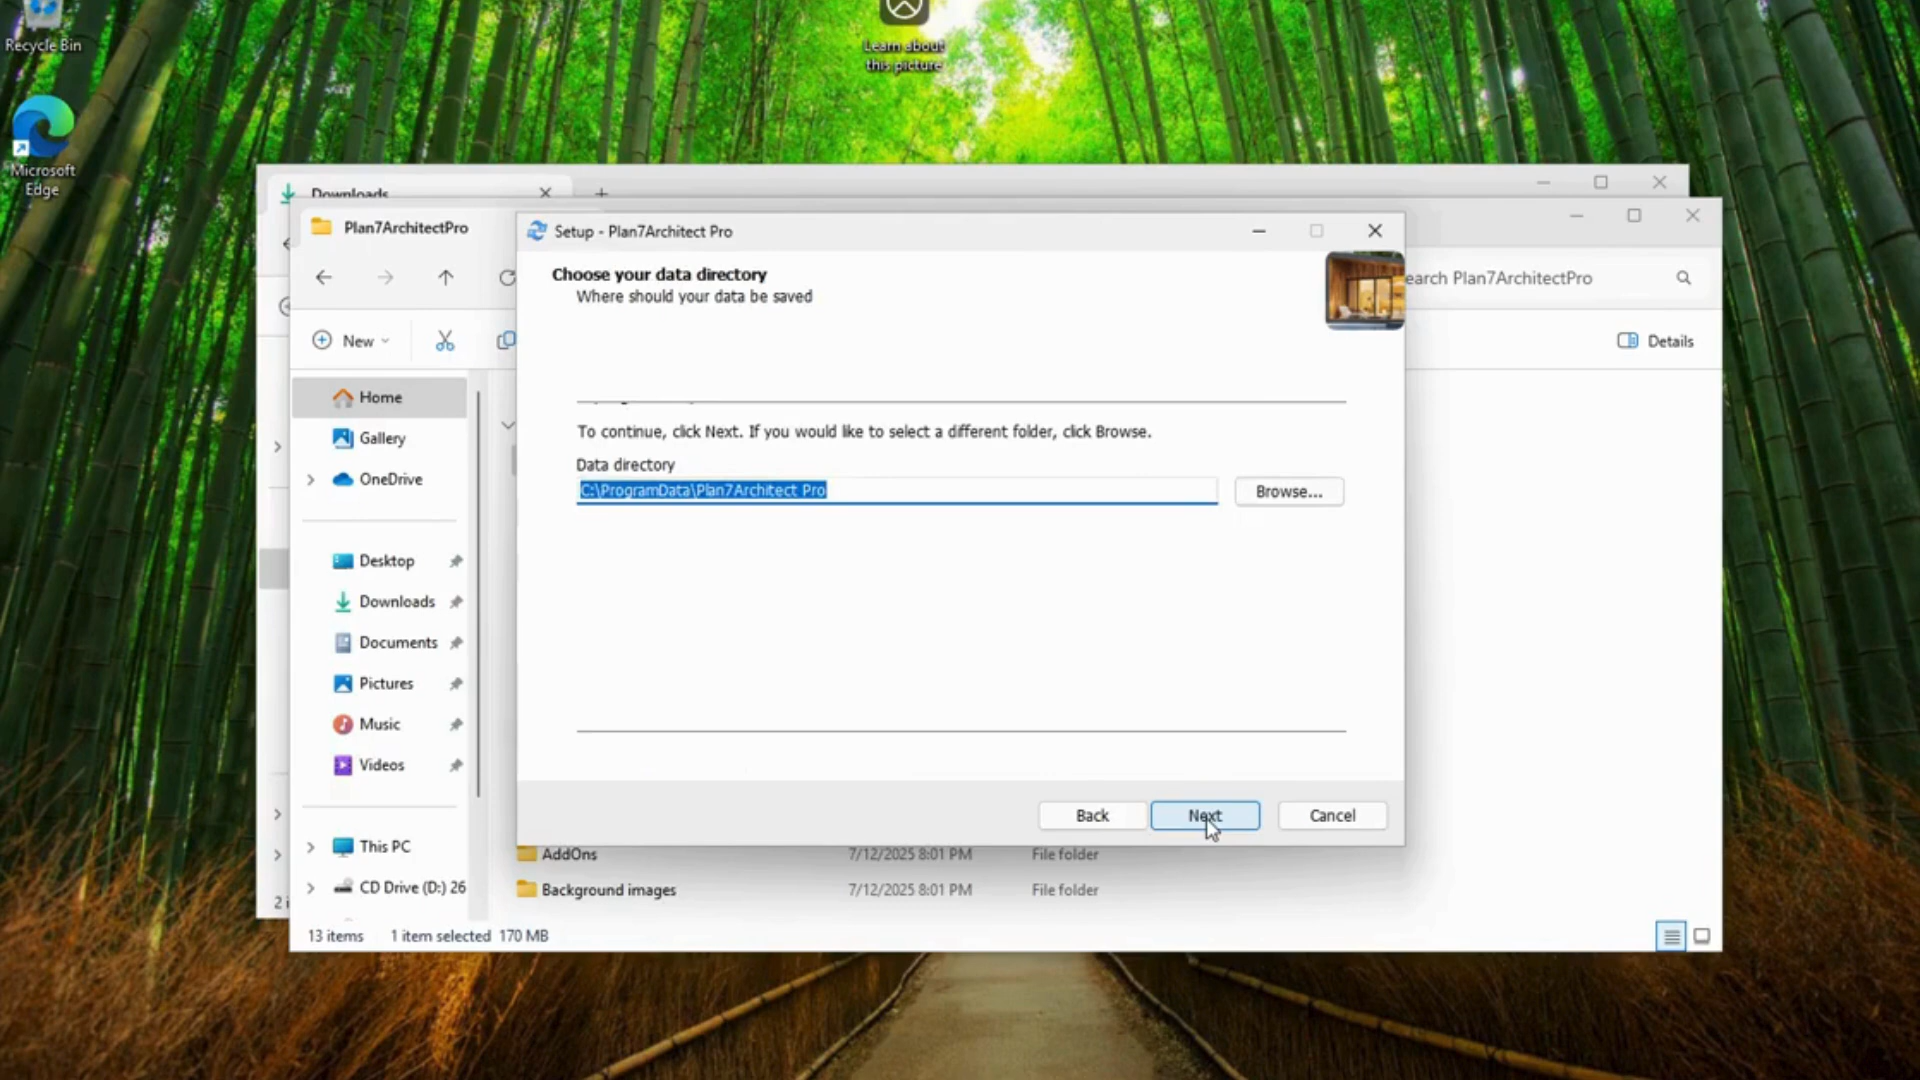 Recycle Bin
Learn about
this picture
Microsoft
Edge
Downloads
Plan7ArchitectPro
Setup - Plan7Architect Pro
Choose your data directory
Where should your data be saved
earch Plan7ArchitectPro
New
Details
Home
Gallery
OneDrive
To continue, click Next. If you would like to select a different folder, click Browse.
Data directory
C:\ProgramData\Plan7Architect Pro
Browse...
Desktop
Downloads
Documents
Pictures
Music
Videos
Back
Next
Cancel
This PC
AddOns
7/12/2025 8:01 PM
File folder
CD Drive (D:) 26
Background images
7/12/2025 8:01 PM
File folder
2 i
13 items
1 item selected
170 MB